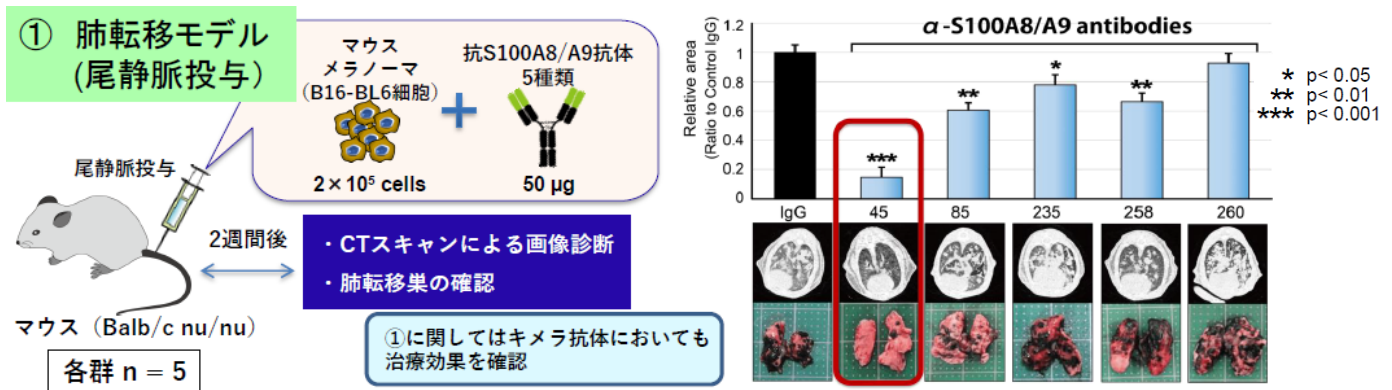 ① 肺転移モデル
(尾静脈投与)
マウス
メラノーマ
(B16-BL6細胞)
2×10⁵ cells
+
抗S100A8/A9抗体
5種類
50 μg
尾静脈投与
2週間後
・CTスキャンによる画像診断
・肺転移巣の確認
マウス (Balb/c nu/nu)
各群 n = 5
①に関してはキメラ抗体においても
治療効果を確認
α-S100A8/A9 antibodies
Relative area
(Ratio to Control IgG)
1.2
1
0.8
0.6
0.4
0.2
0
***
**
*
**
IgG 45 85 235 258 260
* p< 0.05
** p< 0.01
*** p< 0.001